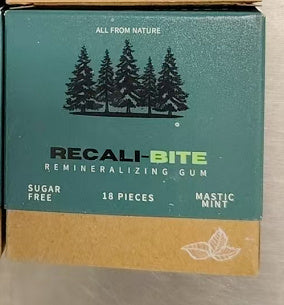 ALL FROM NATURE
RECALI-BITE
REMINERALIZING GUM
SUGAR
FREE
18 PIECES
MASTIC
MINT